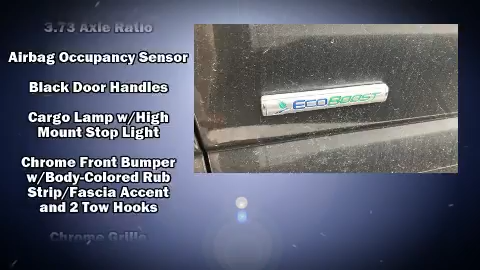 3.73 Axle Ratio
Airbag Occupancy Sensor
Black Door Handles
Cargo Lamp w/High
Mount Stop Light
Chrome Front Bumper
w/Body-Colored Rub
Strip/Fascia Accent
and 2 Tow Hooks
Chrome Grille
ECOBOOST